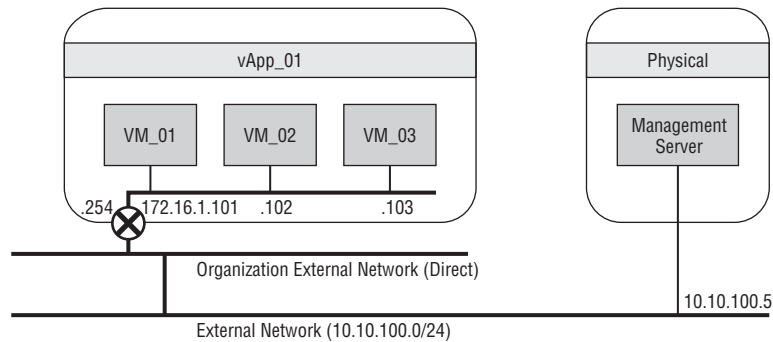 vApp_01
Physical
VM_01
VM_02
VM_03
Management
Server
.254
172.16.1.101
.102
.103
Organization External Network (Direct)
10.10.100.5
External Network (10.10.100.0/24)